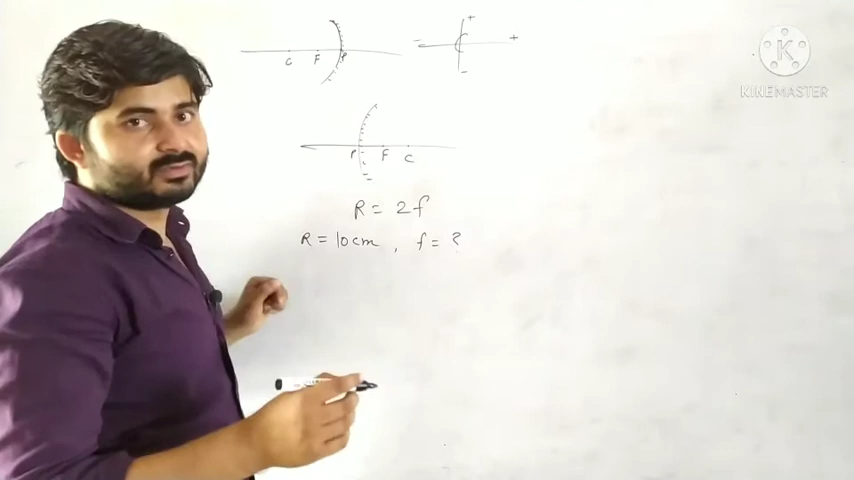 C F P
- +
+
-
P F C
R = 2f
R = 10cm , f = ?
K
KINEMASTER